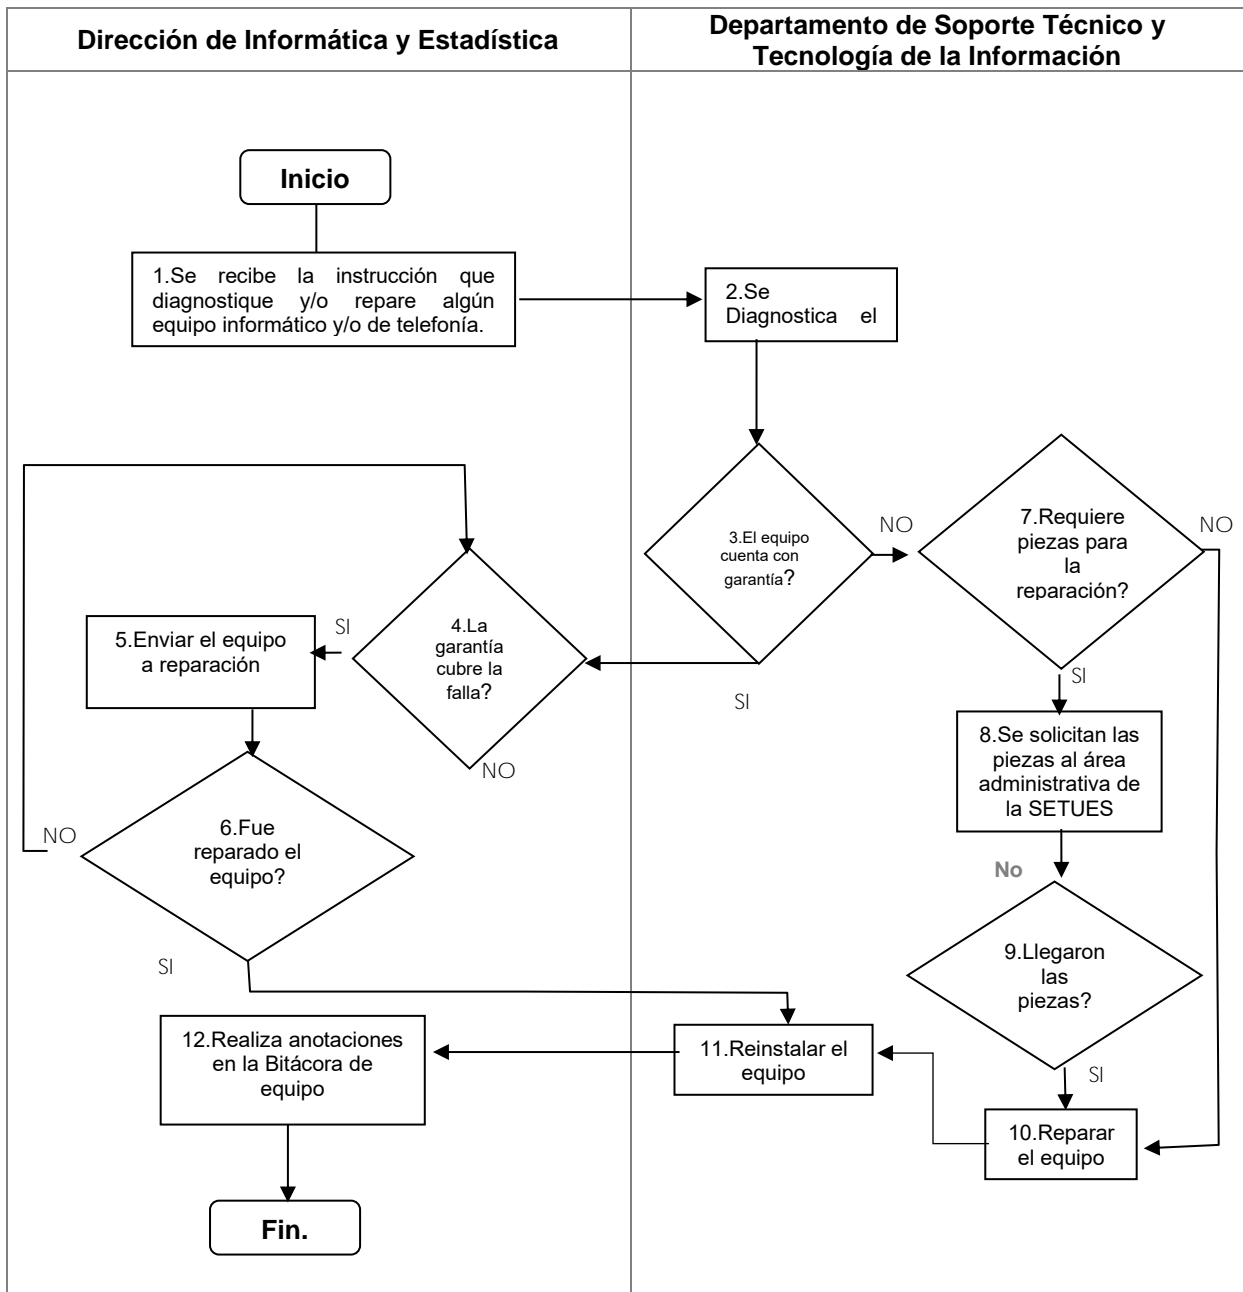 Dirección de Informática y Estadística
Departamento de Soporte Técnico y
Tecnología de la Información
Inicio
1.Se recibe la instrucción que
diagnostique y/o repare algún
equipo informático y/o de telefonía.
2.Se
Diagnostica el
3.El equipo
cuenta con
garantía?
NO
SI
7.Requiere
piezas para
la
reparación?
NO
SI
4.La
garantía
cubre la
falla?
SI
NO
5.Enviar el equipo
a reparación
6.Fue
reparado el
equipo?
NO
SI
8.Se solicitan las
piezas al área
administrativa de
la SETUES
No
9.Llegaron
las
piezas?
SI
10.Reparar
el equipo
11.Reinstalar el
equipo
12.Realiza anotaciones
en la Bitácora de
equipo
Fin.